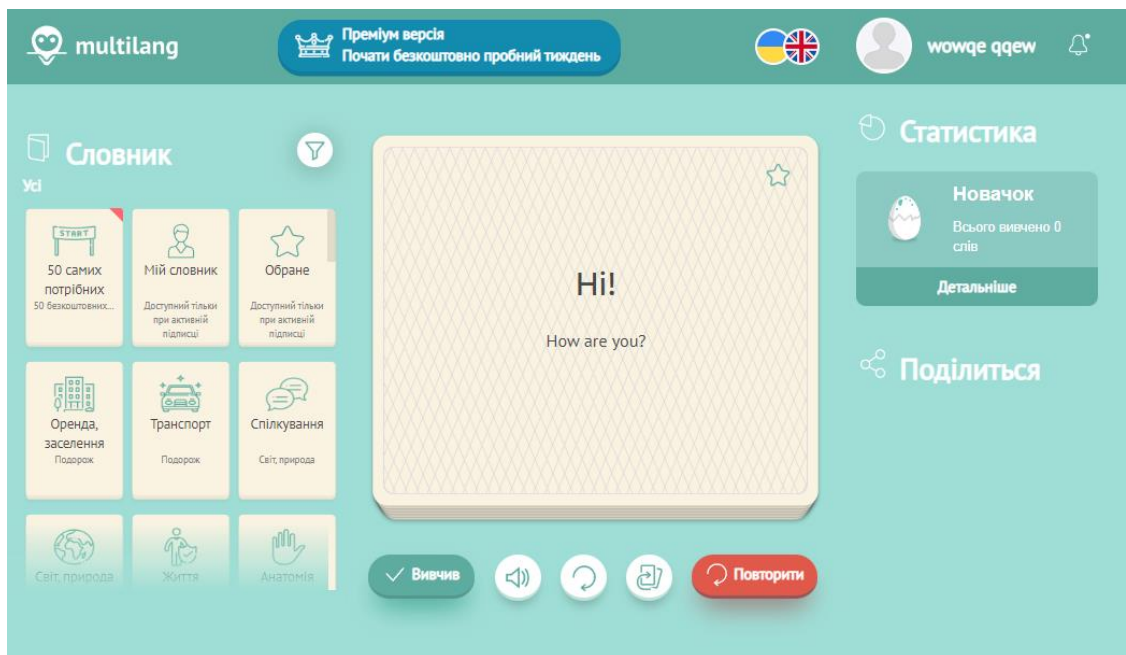 multilang
Преміум версія
Почати безкоштовно пробний тиждень
wowqe qqew
Словник
Усі
START
50 самих
потрібних
50 безкоштовних...
Мій словник
Доступний тільки
при активній
підписці
Обране
Доступний тільки
при активній
підписці
Оренда,
заселення
Подорож
Транспорт
Подорож
Спілкування
Світ, природа
Світ, природа
Життя
Анатомія
Hi!
How are you?
Вивчив
Повторити
Статистика
Новачок
Всього вивчено 0
слів
Детальніше
Поділиться